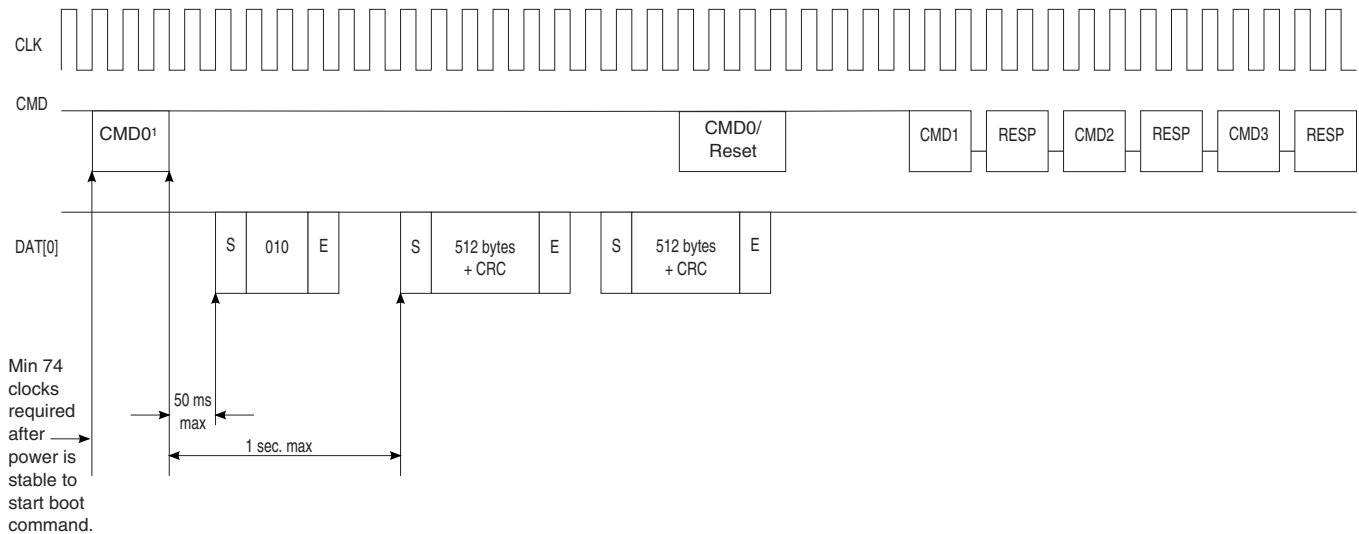 CLK
CMD
CMD0¹
CMD0/
Reset
CMD1
RESP
CMD2
RESP
CMD3
RESP
DAT[0]
S
010
E
S
512 bytes
+ CRC
E
S
512 bytes
+ CRC
E
Min 74
clocks
required
after
power is
stable to
start boot
command.
50 ms
max
1 sec. max